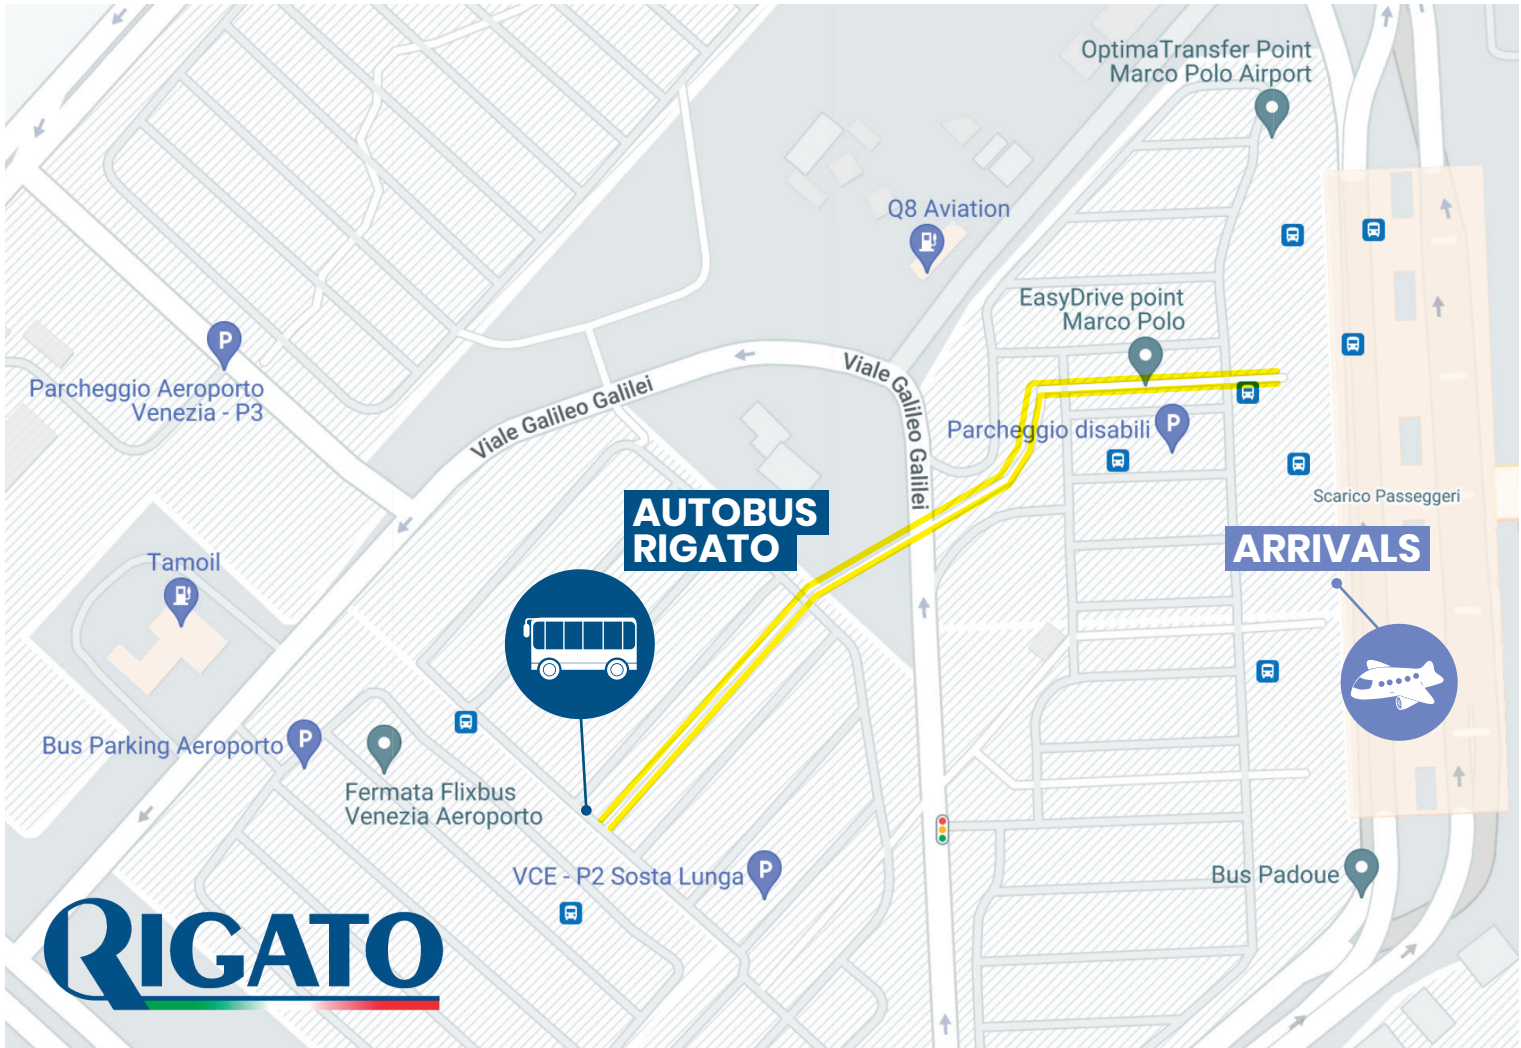 OptimaTransfer Point
Marco Polo Airport
Q8 Aviation
EasyDrive point
Marco Polo
P
Parcheggio Aeroporto
Venezia - P3
Viale Galileo Galilei
Viale Galileo Galilei
Parcheggio disabili
P
Scarico Passeggeri
AUTOBUS
RIGATO
ARRIVALS
Tamoil
Bus Parking Aeroporto
P
Fermata Flixbus
Venezia Aeroporto
VCE - P2 Sosta Lunga
P
Bus Padoue
RIGATO